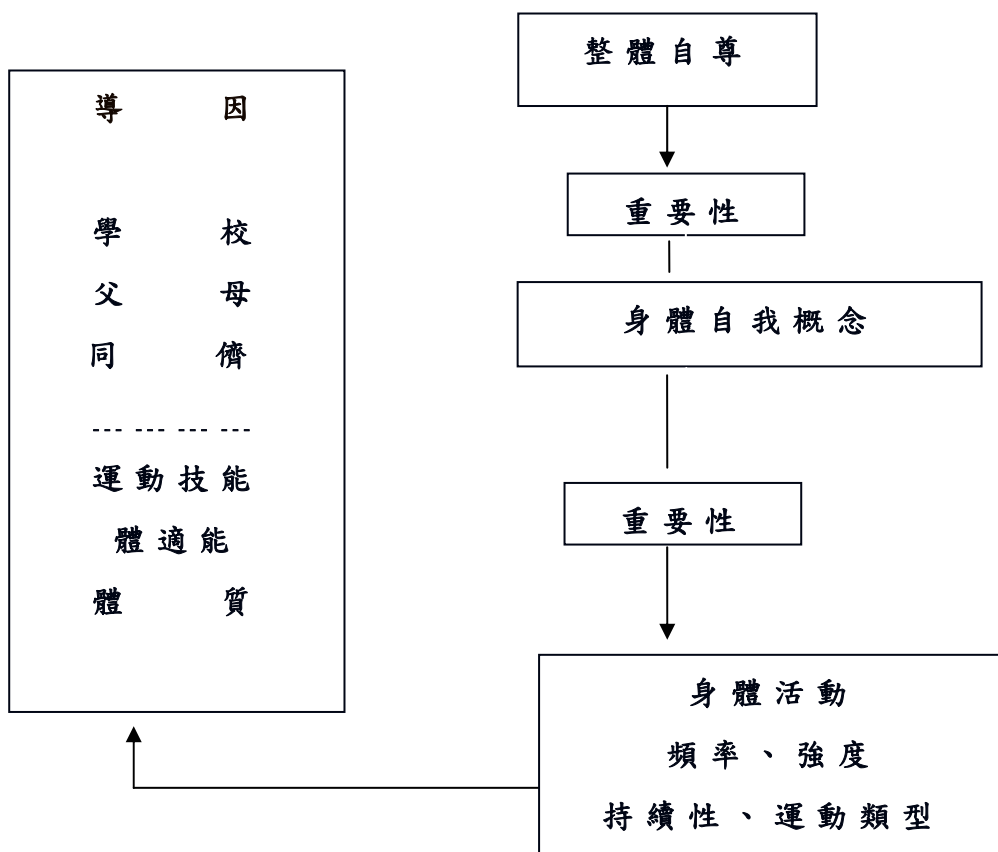 整體自尊
導因
重要性
學校
父母
同儕
身體自我概念
--- --- --- ---
運動技能
體適能
體質
重要性
身體活動
頻率、強度
持續性、運動類型